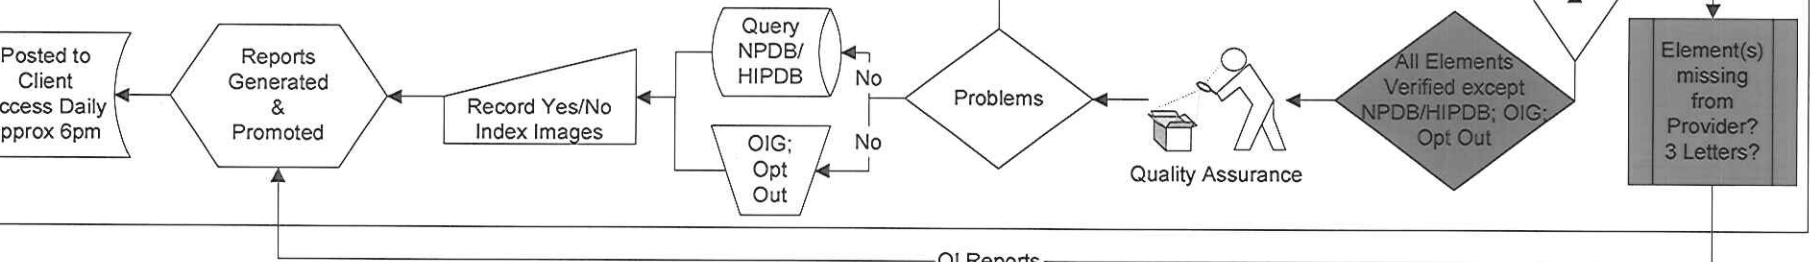 Posted to
Client
ccess Daily
pprox 6pm
Reports
Generated
&
Promoted
Record Yes/No
Index Images
Query
NPDB/
HIPDB
OIG;
Opt
Out
No
No
Problems
Quality Assurance
All Elements
Verified except
NPDB/HIPDB; OIG;
Opt Out
Element(s)
missing
from
Provider?
3 Letters?
Reports